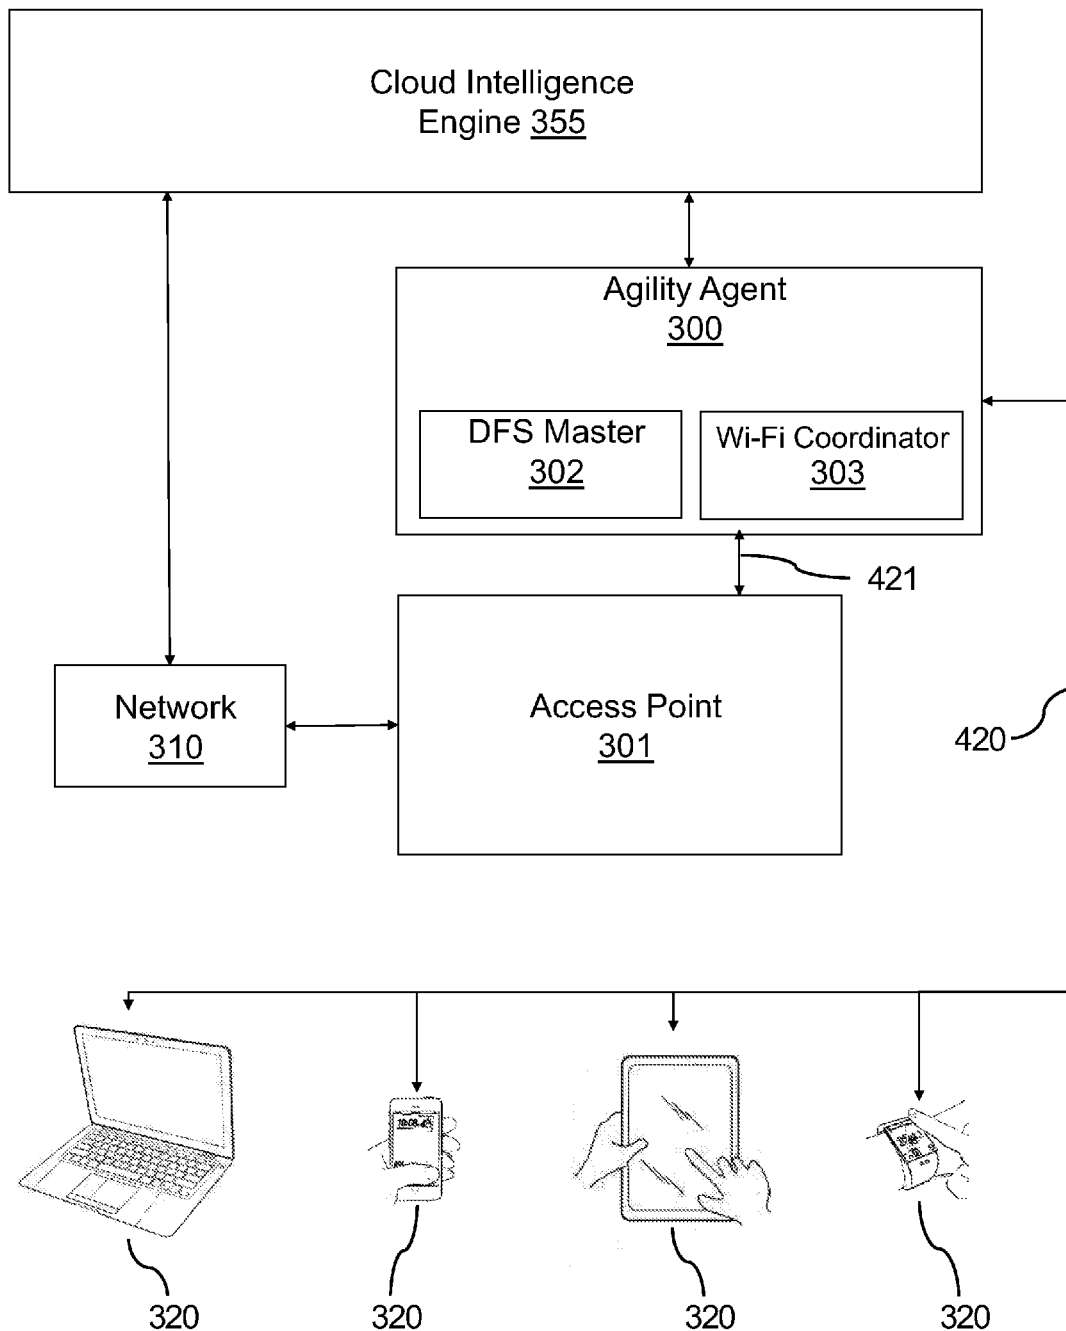 Cloud Intelligence
Engine 355
Agility Agent
300
DFS Master
302
Wi-Fi Coordinator
303
421
Access Point
301
Network
310
420
320
320
320
320